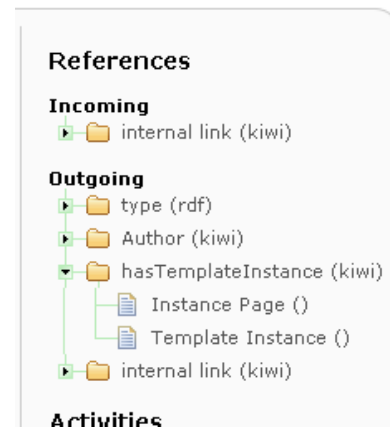 References
Incoming
internal link (kiwi)
Outgoing
type (rdf)
Author (kiwi)
hasTemplateInstance (kiwi)
Instance Page ()
Template Instance ()
internal link (kiwi)
Activities